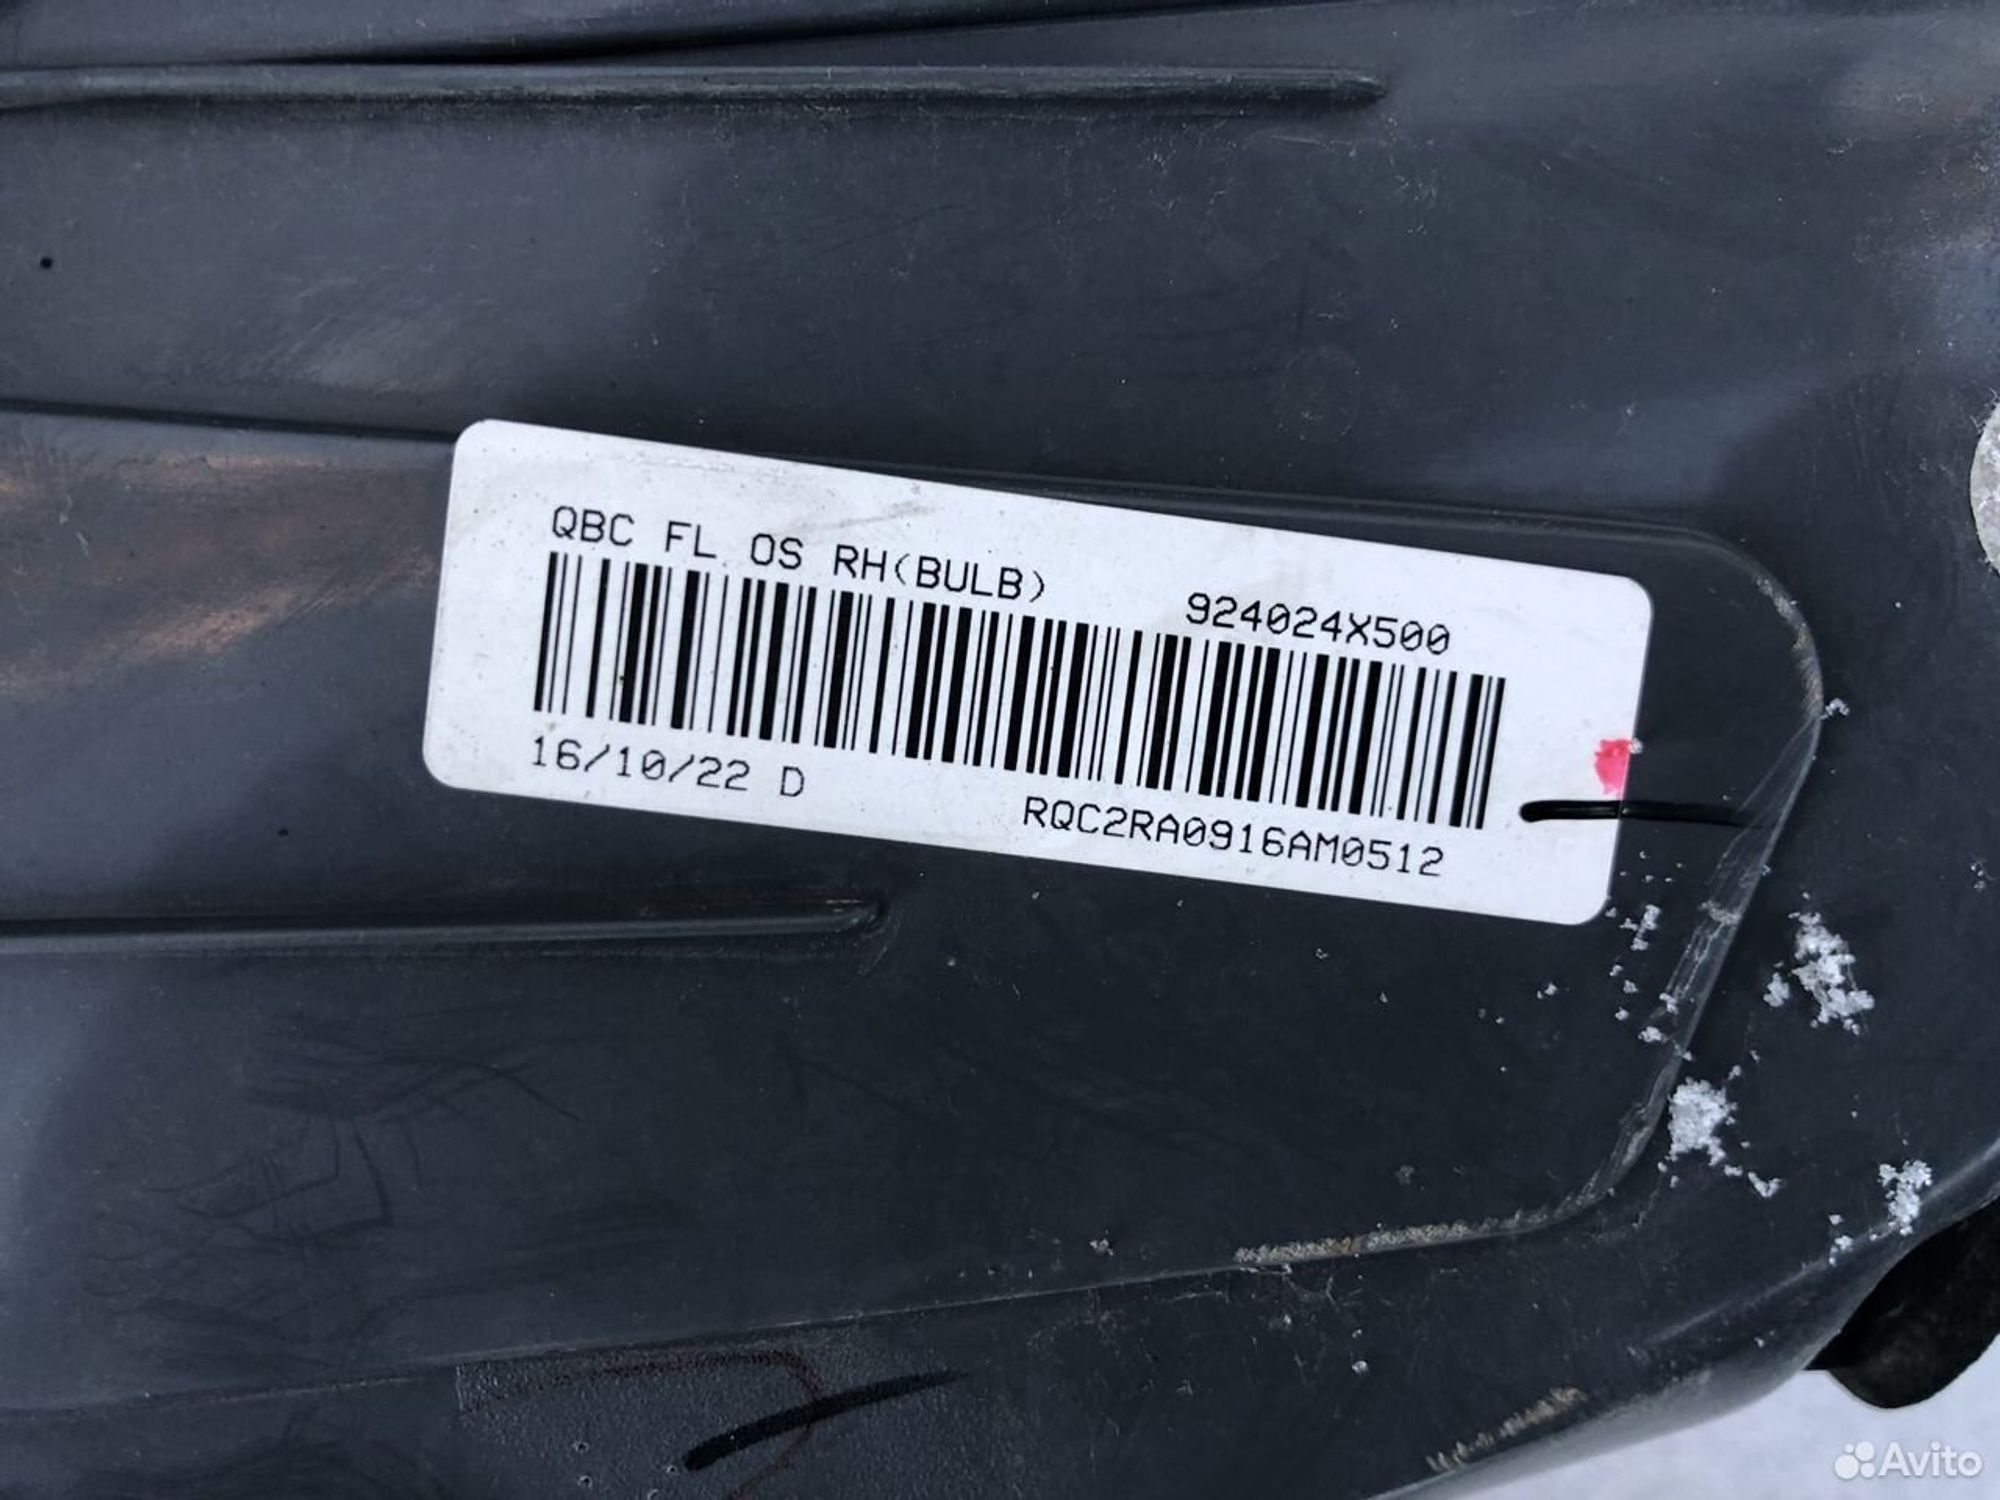 QBC FL OS RH(BULB) 924024X500
16/10/22 D RQC2RA0916AM0512
Avito